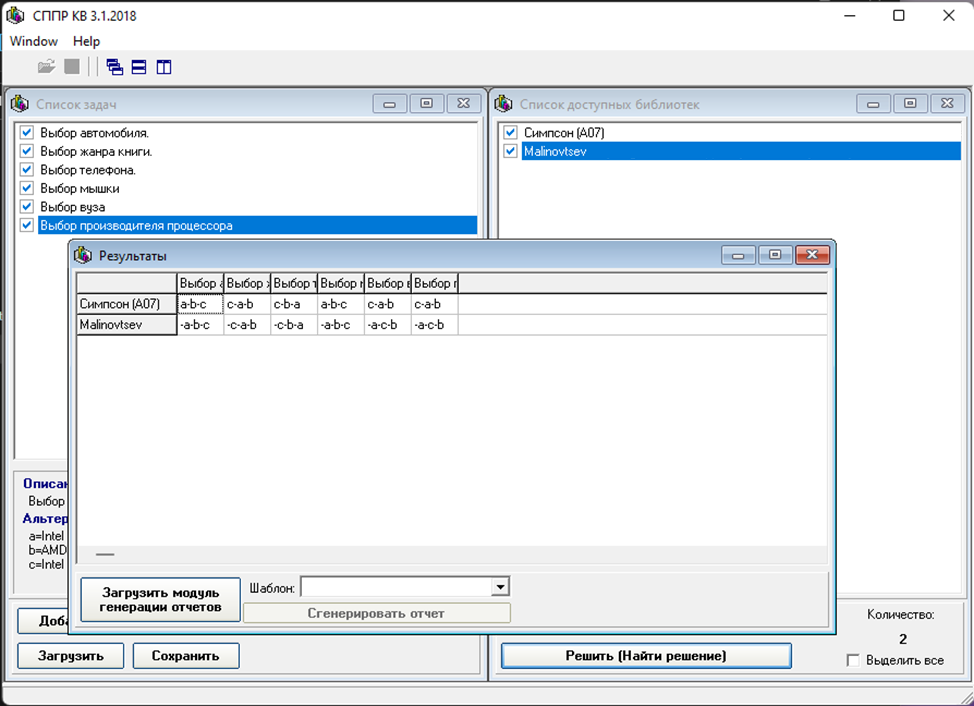 СППР КВ 3.1.2018
Window Help
Список задач
Выбор автомобиля.
Выбор жанра книги.
Выбор телефона.
Выбор мышки
Выбор вуза
Выбор производителя процессора
Список доступных библиотек
Симпсон (А07)
Malinovtsev
Результаты
Выбор Выбор Выбор Выбор Выбор Выбор
Симпсон (А07) a-b-c c-a-b c-b-a a-b-c c-a-b c-a-b
Malinovtsev -a-b-c -c-a-b -c-b-a -a-b-c -a-c-b -a-c-b
Загрузить модуль
генерации отчетов
Шаблон:
Сгенерировать отчет
Описан
Выбор
Альтер
a=Intel
b=AMD
c=Intel
Доба
Загрузить Сохранить
Решить (Найти решение)
Количество:
2
Выделить все